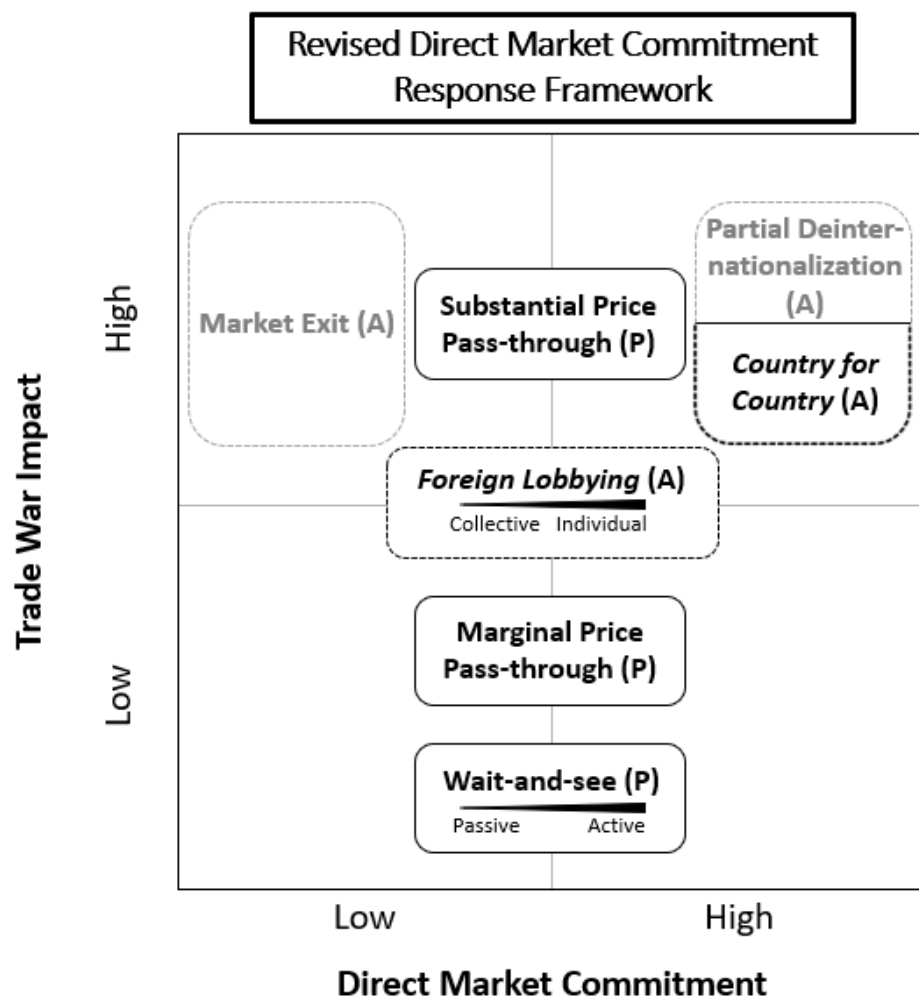 Revised Direct Market Commitment
Response Framework
Trade War Impact
High
Low
Market Exit (A)
Substantial Price
Pass-through (P)
Partial Deinter-
nationalization
(A)
Country for
Country (A)
Foreign Lobbying (A)
Collective Individual
Marginal Price
Pass-through (P)
Wait-and-see (P)
Passive Active
Low High
Direct Market Commitment